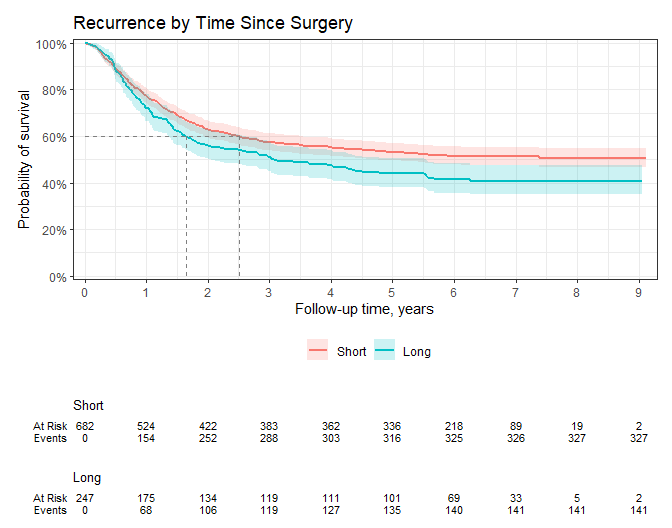 Recurrence by Time Since Surgery
Probability of survival
100%
80%
60%
40%
20%
0%
0 1 2 3 4 5 6 7 8 9
Follow-up time, years
Short Long
Short
At Risk 682 524 422 383 362 336 218 89 19 2
Events 0 154 252 288 303 316 325 326 327 327
Long
At Risk 247 175 134 119 111 101 69 33 5 2
Events 0 68 106 119 127 135 140 141 141 141